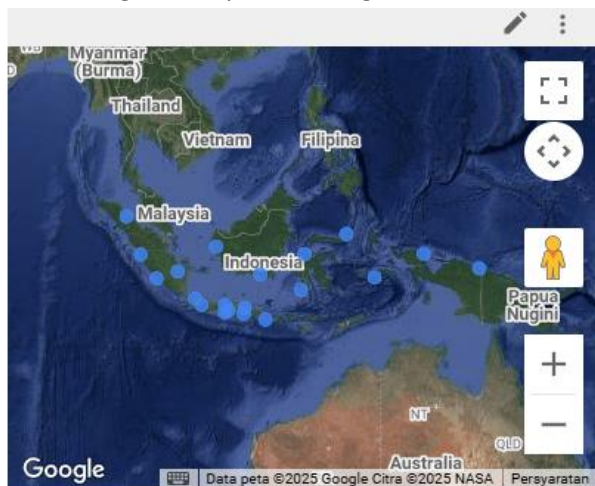 Myanmar
(Burma)
Thailand
Vietnam
Filipina
Malaysia
Indonesia
Papua
Nugini
NT
QLD
Australia
Google
Data peta ©2025 Google Citra ©2025 NASA
Persyaratan